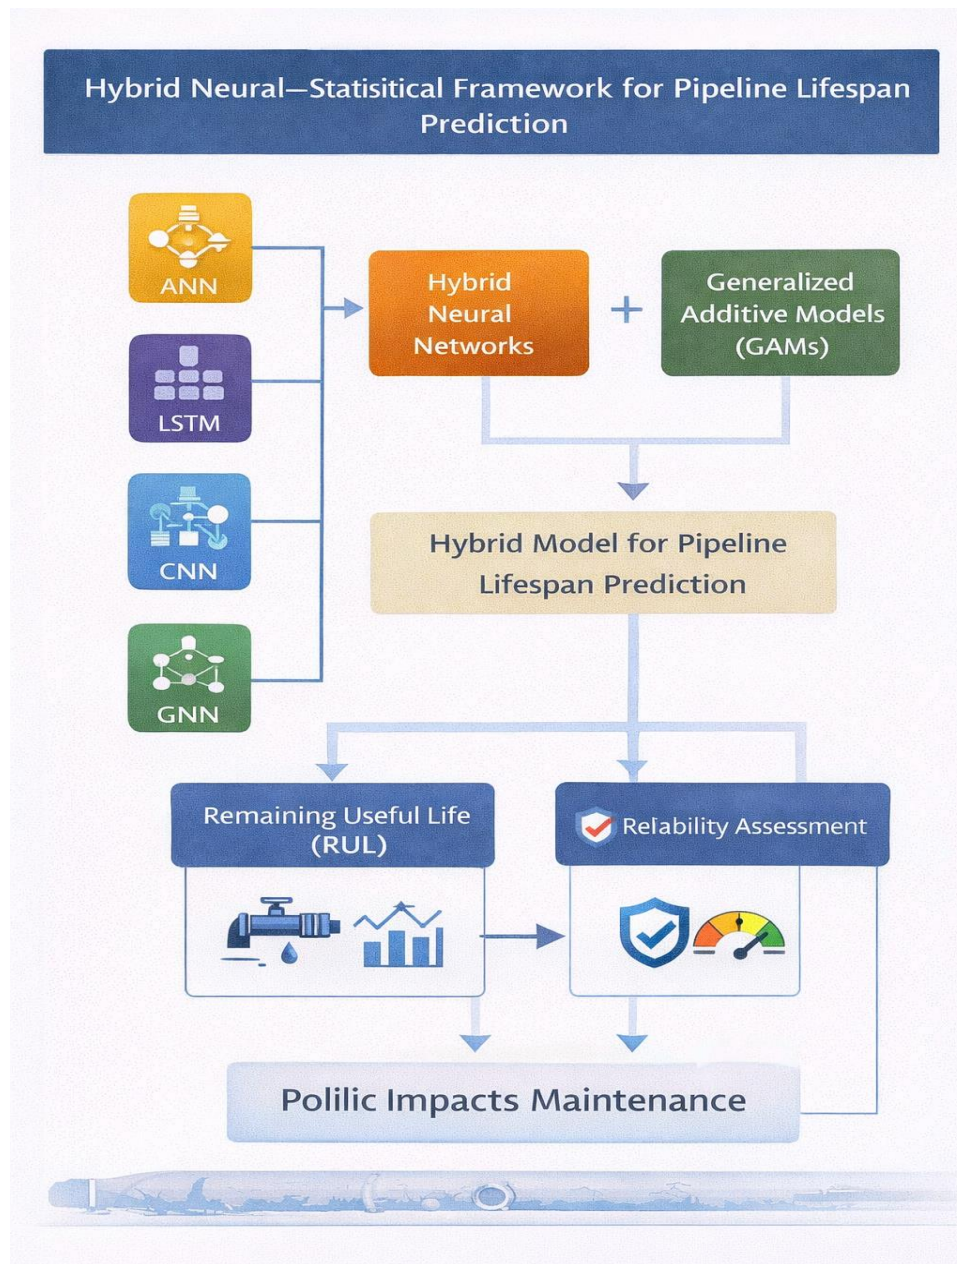 Hybrid Neural—Statisitical Framework for Pipeline Lifespan
Prediction
ANN
LSTM
CNN
GNN
Hybrid
Neural
Networks
+
Generalized
Additive Models
(GAMs)
Hybrid Model for Pipeline
Lifespan Prediction
Remaining Useful Life
(RUL)
Reľability Assessment
Polilic Impacts Maintenance